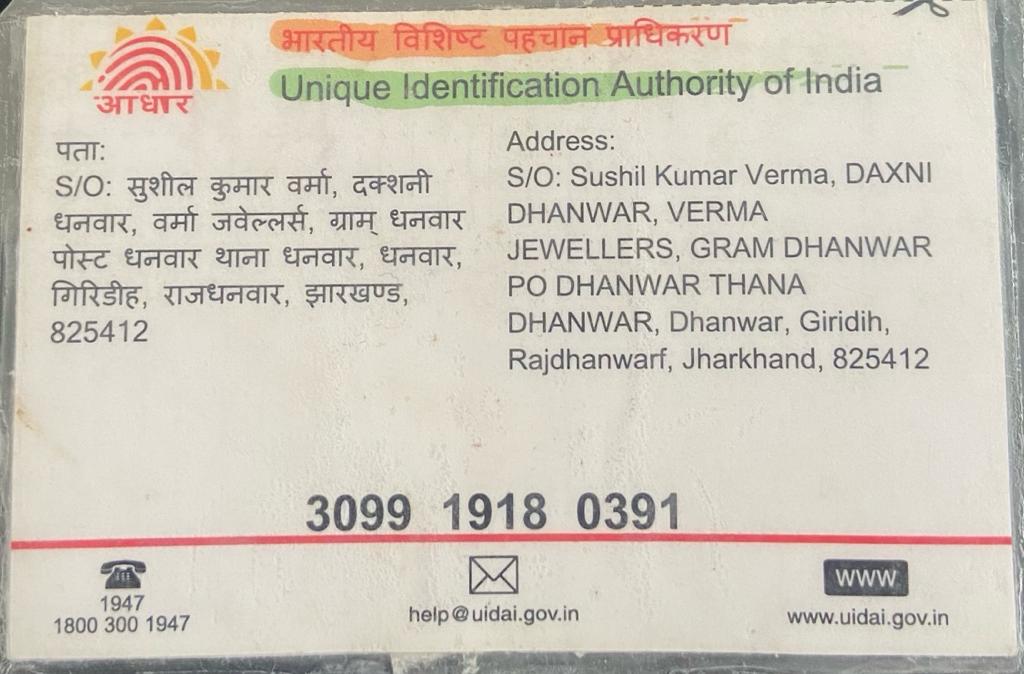 आधार
भारतीय विशिष्ट पहचान प्राधिकरण
Unique Identification Authority of India
पता:
S/O: सुशील कुमार वर्मा, दक्शनी
धनवार, वर्मा जवेल्लर्स, ग्राम् धनवार
पोस्ट धनवार थाना धनवार, धनवार,
गिरिडीह, राजधनवार, झारखण्ड,
825412
Address:
S/O: Sushil Kumar Verma, DAXNI
DHANWAR, VERMA
JEWELLERS, GRAM DHANWAR
PO DHANWAR THANA
DHANWAR, Dhanwar, Giridih,
Rajdhanwarf, Jharkhand, 825412
3099 1918 0391
1947
1800 300 1947
help@uidai.gov.in
www
www.uidai.gov.in